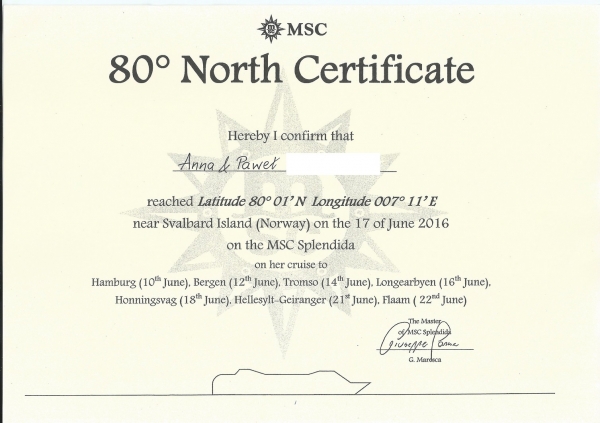 MSC
80° North Certificate
Hereby I confirm that
Anna & Paweł
reached Latitude 80° 01' N Longitude 007° 11' E
near Svalbard Island (Norway) on the 17 of June 2016
on the MSC Splendida
on her cruise to
Hamburg (10th June), Bergen (12th June), Tromso (14th June), Longearbyen (16th June),
Honningsvag (18th June), Hellesylt-Geiranger (21st June), Flaam ( 22nd June)
The Master
of MSC Splendida
Giuseppe
G. Maresca